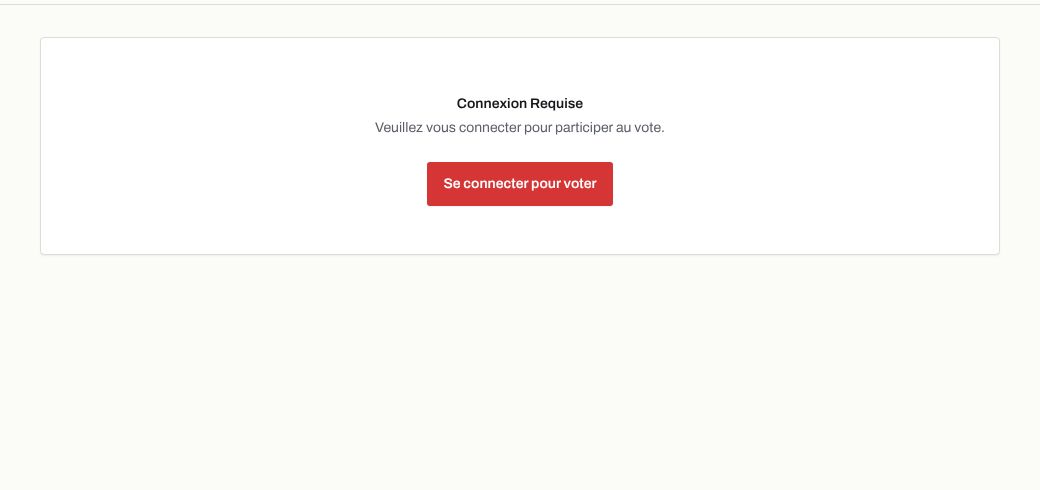 Connexion Requise
Veuillez vous connecter pour participer au vote.
Se connecter pour voter